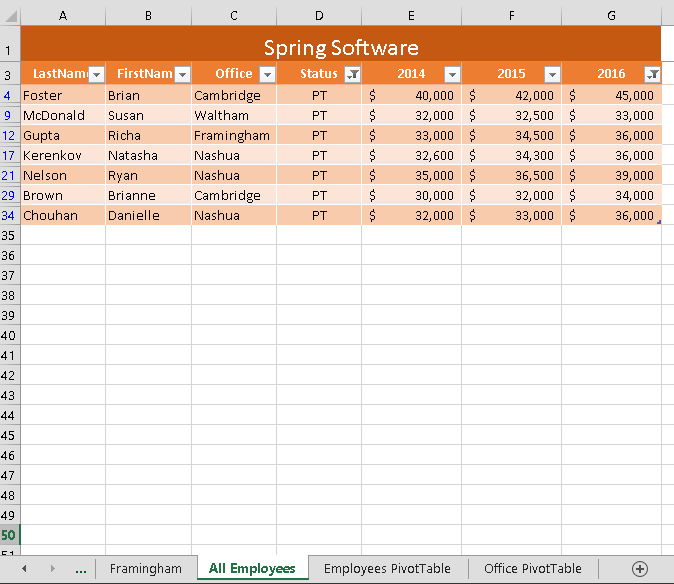 A B C D E F G
1 Spring Software
3 LastNam FirstNam Office Status 2014 2015 2016
4 Foster Brian Cambridge PT $ 40,000 $ 42,000 $ 45,000
9 McDonald Susan Waltham PT $ 32,000 $ 32,500 $ 33,000
12 Gupta Richa Framingham PT $ 33,000 $ 34,500 $ 36,000
17 Kerenkov Natasha Nashua PT $ 32,600 $ 34,300 $ 36,000
21 Nelson Ryan Nashua PT $ 35,000 $ 36,500 $ 39,000
29 Brown Brianne Cambridge PT $ 30,000 $ 32,000 $ 34,000
34 Chouhan Danielle Nashua PT $ 32,000 $ 33,000 $ 36,000
35
36
37
38
39
40
41
42
43
44
45
46
47
48
49
50
51
... Framingham All Employees Employees PivotTable Office PivotTable